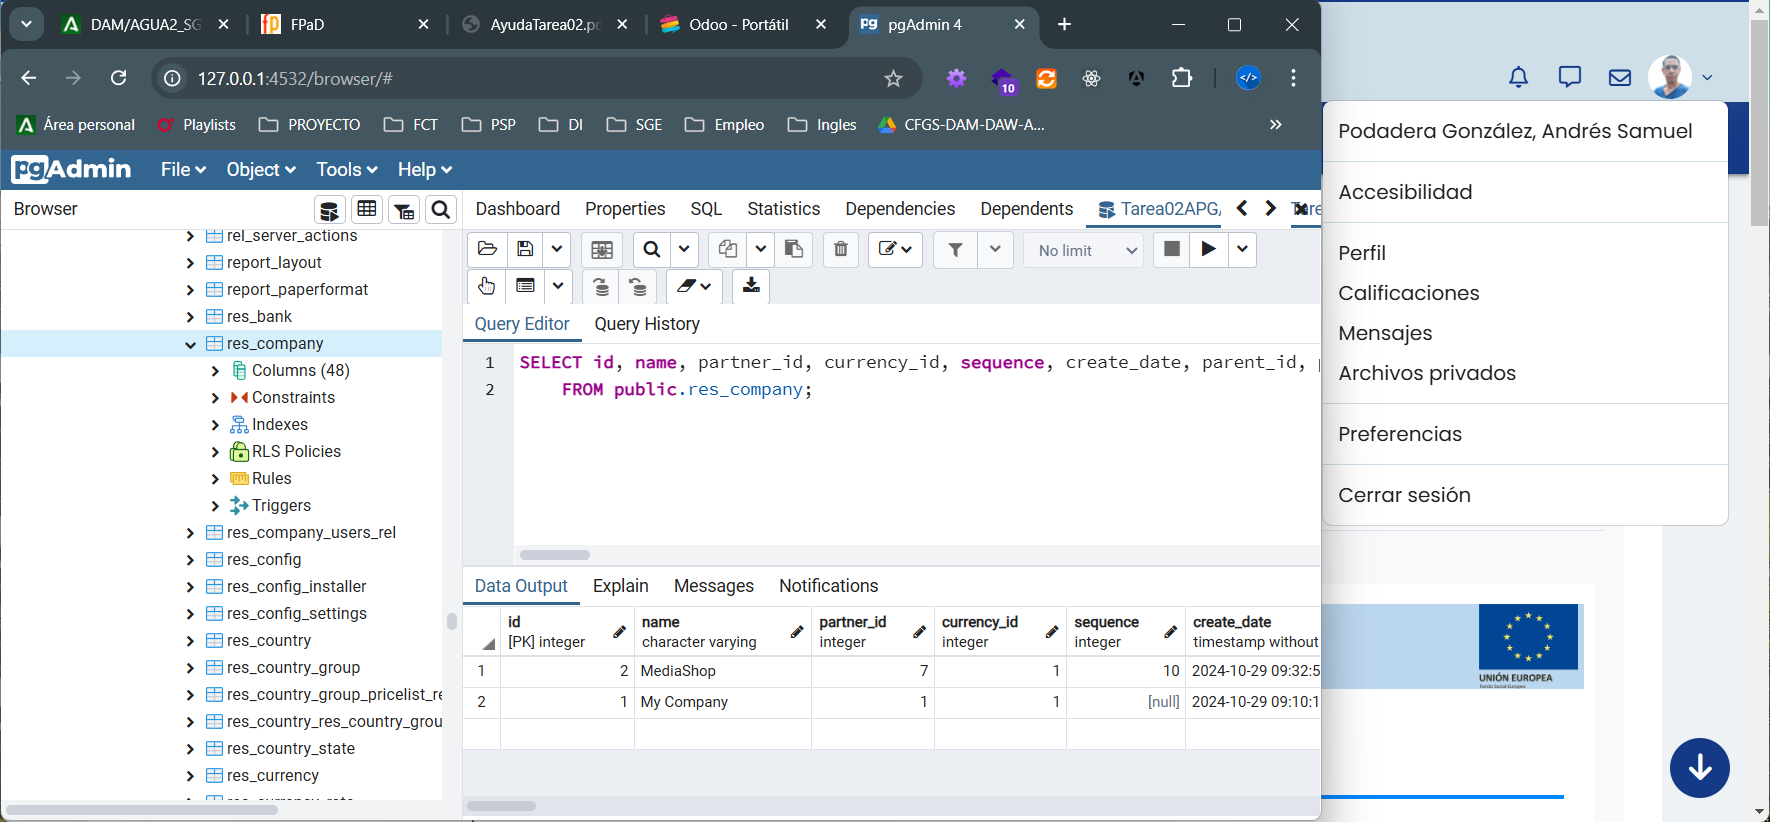 DAM/AGUA2_SG
FPaD
AyudaTarea02.pd
Odoo - Portátil
pgAdmin 4
127.0.0.1:4532/browser/#
10
Área personal
Playlists
PROYECTO
FCT
PSP
DI
SGE
Empleo
Ingles
CFGS-DAM-DAW-A...
»
pgAdmin
File
Object
Tools
Help
Browser
Dashboard
Properties
SQL
Statistics
Dependencies
Dependents
Tarea02APG
rel_server_actions
report_layout
report_paperformat
res_bank
res_company
Columns (48)
Constraints
Indexes
RLS Policies
Rules
Triggers
res_company_users_rel
res_config
res_config_installer
res_config_settings
res_country
res_country_group
res_country_group_pricelist_re
res_country_res_country_grou
res_country_state
res_currency
No limit
Query Editor
Query History
1 SELECT id, name, partner_id, currency_id, sequence, create_date, parent_id, p
2 FROM public.res_company;
Data Output
Explain
Messages
Notifications
id [PK] integer
name character varying
partner_id integer
currency_id integer
sequence integer
create_date timestamp without
1 2 MediaShop 7 1 10 2024-10-29 09:32:5
2 1 My Company 1 1 [null] 2024-10-29 09:10:1
Podadera González, Andrés Samuel
Accesibilidad
Perfil
Calificaciones
Mensajes
Archivos privados
Preferencias
Cerrar sesión
UNIÓN EUROPEA
Fondo Social Europeo